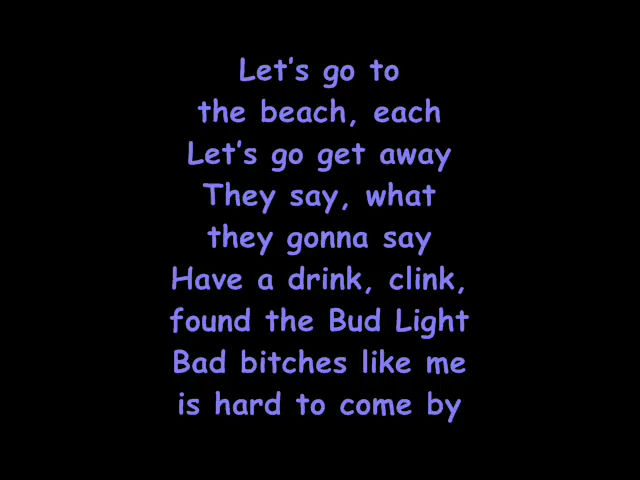 Let's go to
the beach, each
Let's go get away
They say, what
they gonna say
Have a drink, clink,
found the Bud Light
Bad bitches like me
is hard to come by